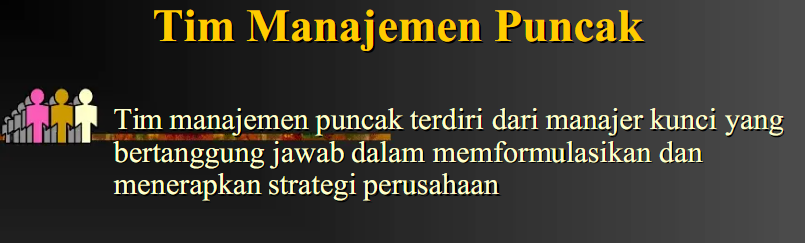 Tim Manajemen Puncak
Tim manajemen puncak terdiri dari manajer kunci yang
bertanggung jawab dalam memformulasikan dan
menerapkan strategi perusahaan